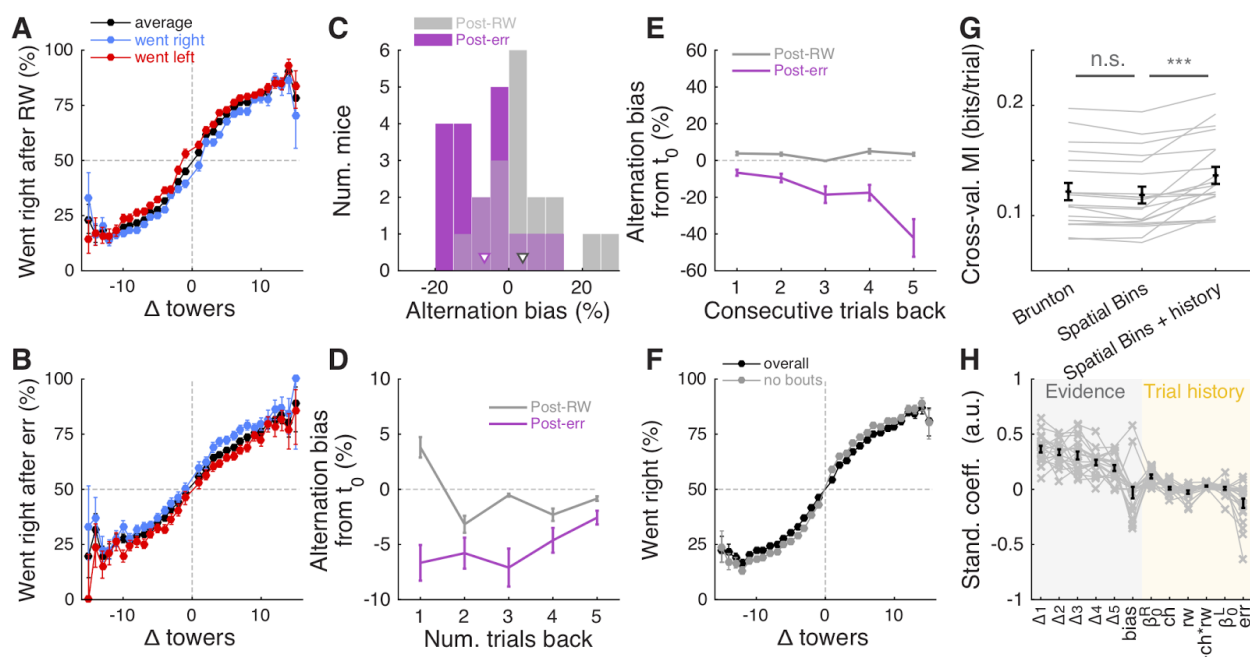 A
average
went right
went left
Went right after RW (%)
100
75
50
25
0
-10 0 10
Δ towers
C
Post-RW
Post-err
Num. mice
6
5
4
3
2
1
0
-20 0 20
Alternation bias (%)
E
Post-RW
Post-err
Alternation bias
from t0 (%)
60
40
20
0
-20
-40
-60
1 2 3 4 5
Consecutive trials back
G
n.s.
***
Cross-val. MI (bits/trial)
0.2
0.1
Brunton
Spatial Bins
Spatial Bins + history
B
Went right after err (%)
100
75
50
25
0
-10 0 10
Δ towers
D
Post-RW
Post-err
Alternation bias
from t0 (%)
10
5
0
-5
-10
1 2 3 4 5
Num. trials back
F
overall
no bouts
Went right (%)
100
75
50
25
0
-10 0 10
Δ towers
H
Evidence
Trial history
Stand. coeff. (a.u.)
1
0.5
0
-0.5
-1
Δ1
Δ2
Δ3
Δ4
Δ5
bias
β0R
ch
rw
ch*rw
β0L
err